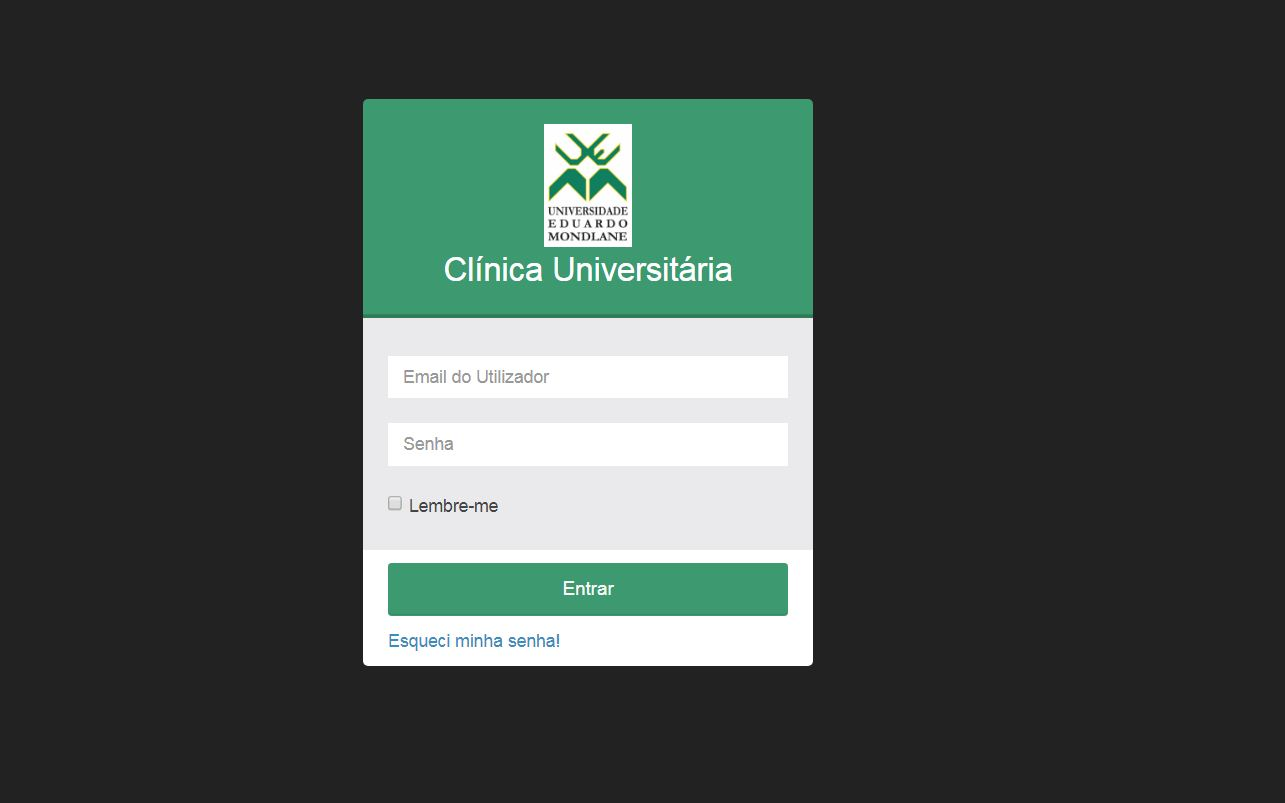 UNIVERSIDADE
EDUARDO
MONDLANE
Clínica Universitária
Email do Utilizador
Senha
Lembre-me
Entrar
Esqueci minha senha!